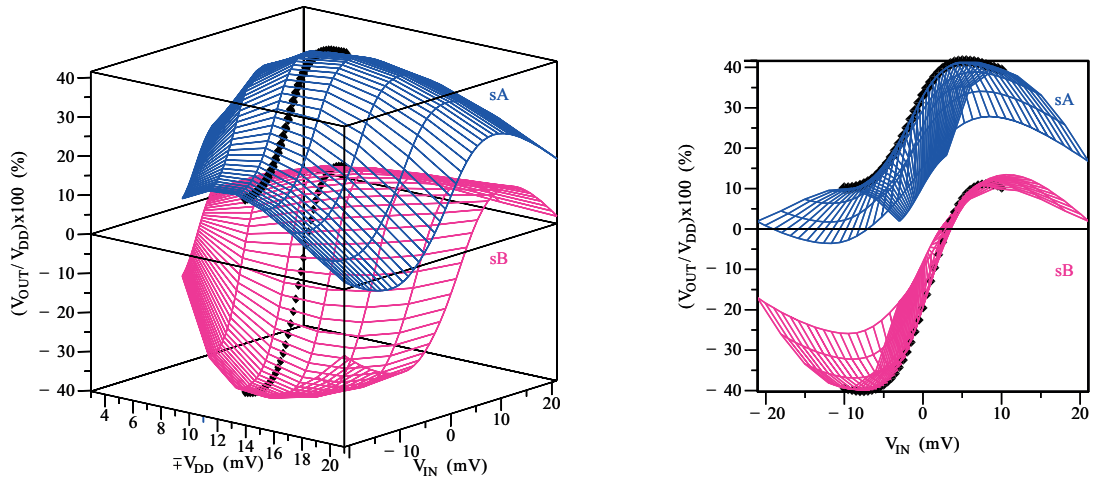 (V_OUT/V_DD)x100 (%)
40
30
20
10
0
− 10
− 20
− 30
− 40
4 6 8 10 12 14 16 18 20
∓V_DD (mV)
− 10 0 10 20
V_IN (mV)
sA
sB
(V_OUT/V_DD)x100 (%)
40
30
20
10
0
− 10
− 20
− 30
− 40
− 20 − 10 0 10 20
V_IN (mV)
sA
sB